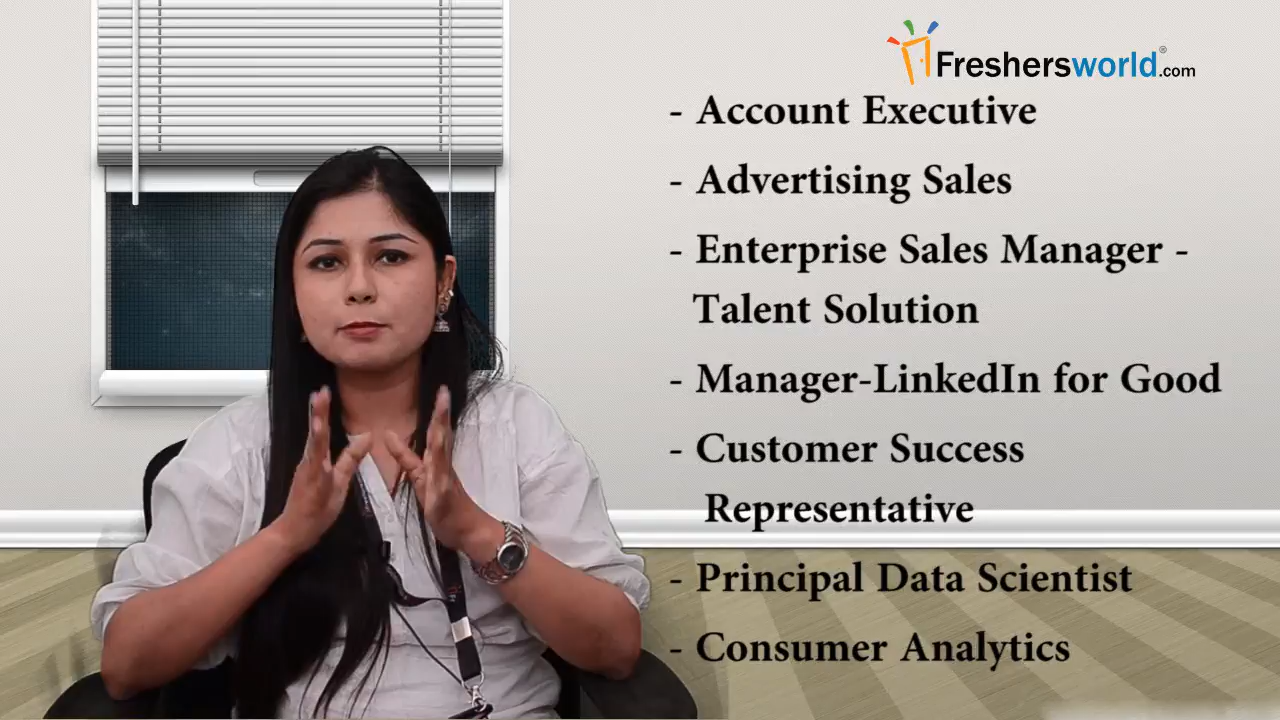 Freshersworld.com®
- Account Executive
- Advertising Sales
- Enterprise Sales Manager -
Talent Solution
- Manager-LinkedIn for Good
- Customer Success
Representative
- Principal Data Scientist
- Consumer Analytics